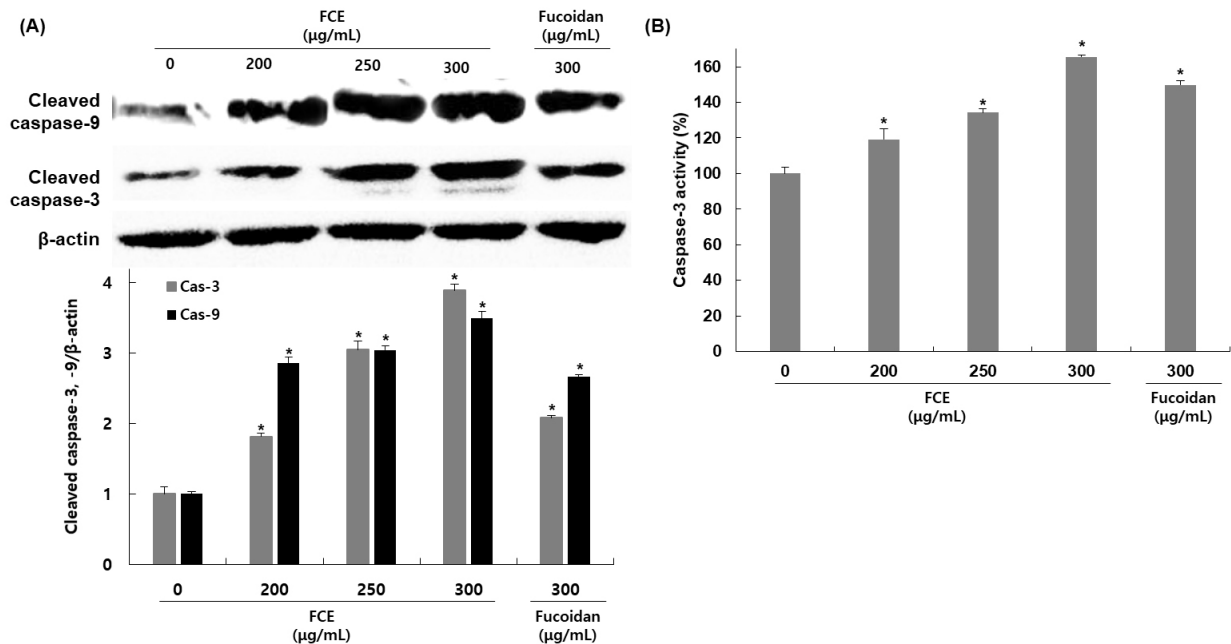 (A)
FCE
(μg/mL)
Fucoidan
(μg/mL)
0 200 250 300 300
Cleaved
caspase-9
Cleaved
caspase-3
β-actin
Cleaved caspase-3, -9/β-actin
4
3
2
1
0
Cas-3
Cas-9
* * * * * * * *
0 200 250 300 300
FCE
(μg/mL)
Fucoidan
(μg/mL)
(B)
Caspase-3 activity (%)
160
140
120
100
80
60
40
20
0
* * * *
0 200 250 300 300
FCE
(μg/mL)
Fucoidan
(μg/mL)